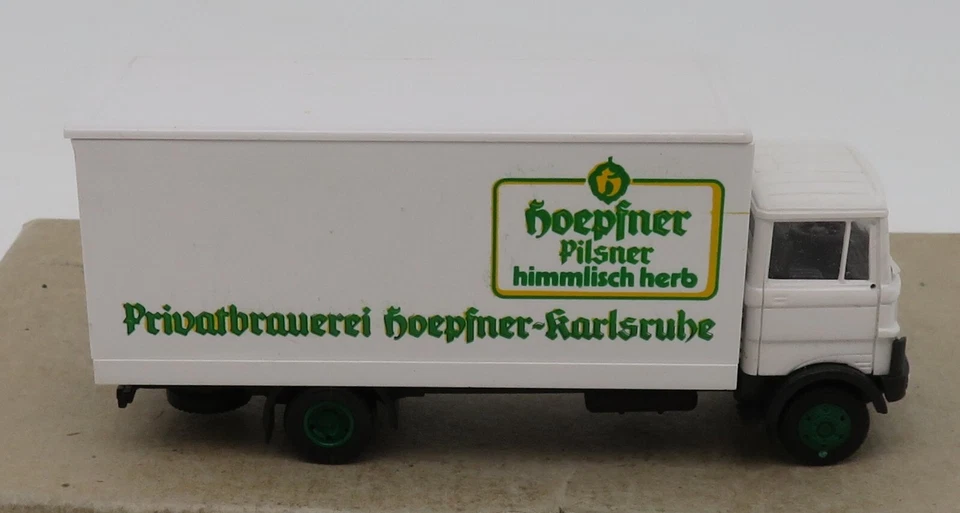 h
Hoepfner
Pilsner
himmlisch herb
Privatbrauerei Hoepfner-Karlsruhe